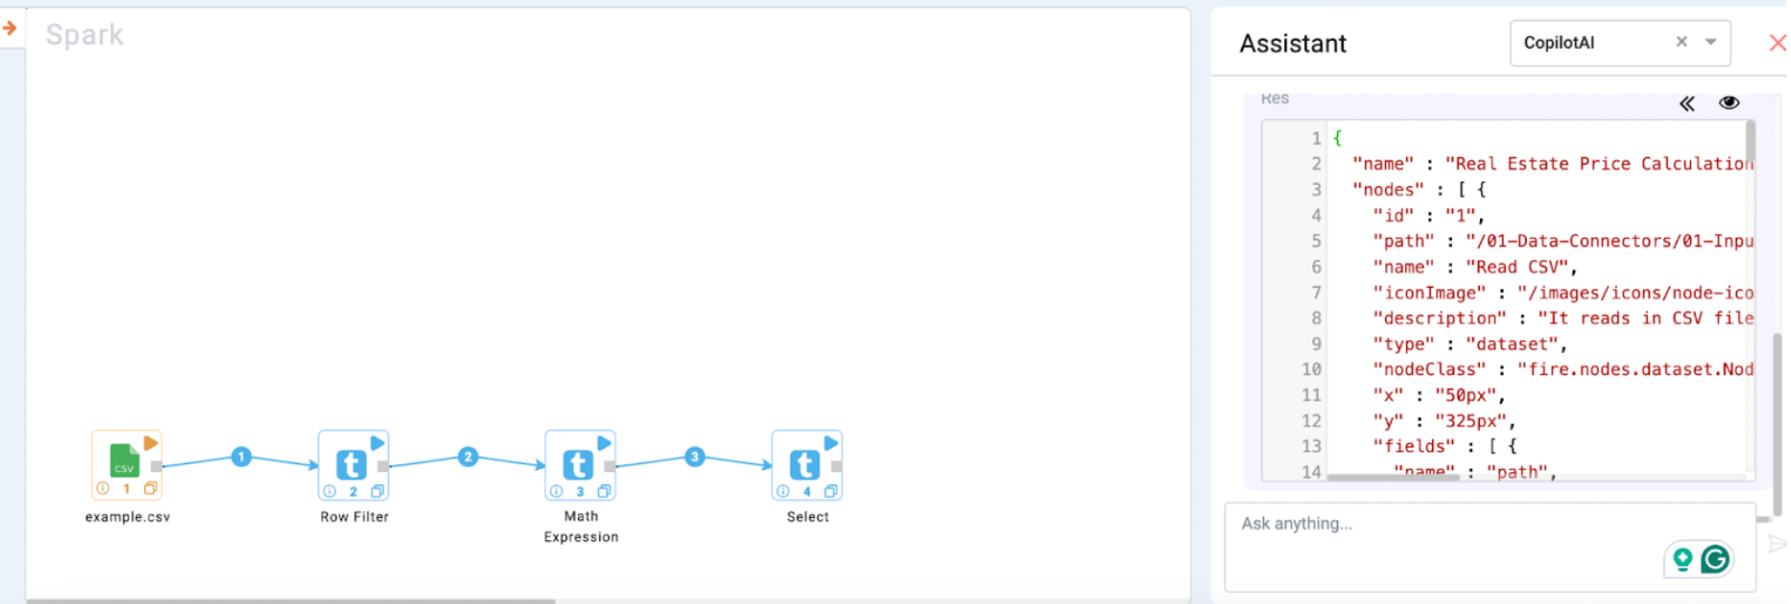 Spark
CSV
1
example.csv
1
t
2
Row Filter
2
t
3
Math
Expression
3
t
4
Select
Assistant
CopilotAI
Res
1 {
2 "name" : "Real Estate Price Calculation
3 "nodes" : [ {
4 "id" : "1",
5 "path" : "/01-Data-Connectors/01-Inpu
6 "name" : "Read CSV",
7 "iconImage" : "/images/icons/node-ico
8 "description" : "It reads in CSV file
9 "type" : "dataset",
10 "nodeClass" : "fire.nodes.dataset.Nod
11 "x" : "50px",
12 "y" : "325px",
13 "fields" : [ {
14 "name" : "path",
Ask anything...